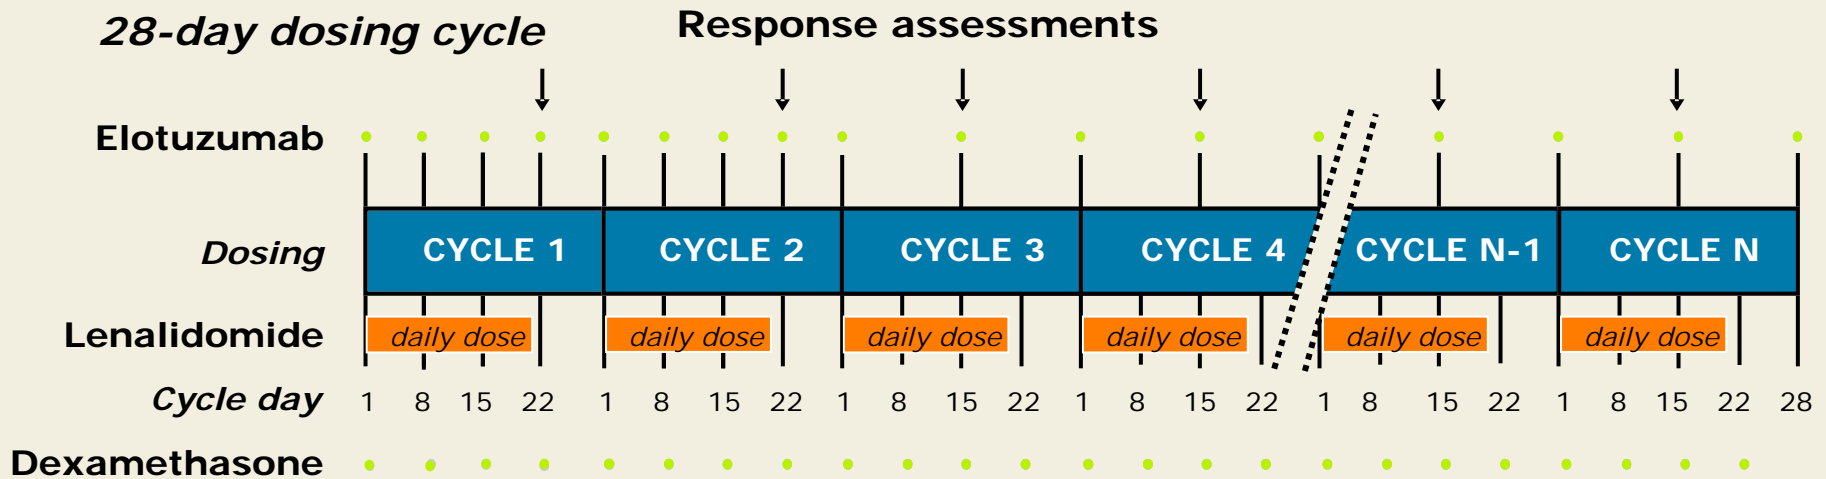 28-day dosing cycle
Response assessments
Elotuzumab
Dosing CYCLE 1 CYCLE 2 CYCLE 3 CYCLE 4 CYCLE N-1 CYCLE N
Lenalidomide daily dose daily dose daily dose daily dose daily dose daily dose
Cycle day 1 8 15 22 1 8 15 22 1 8 15 22 1 8 15 22 1 8 15 22 1 8 15 22 28
Dexamethasone